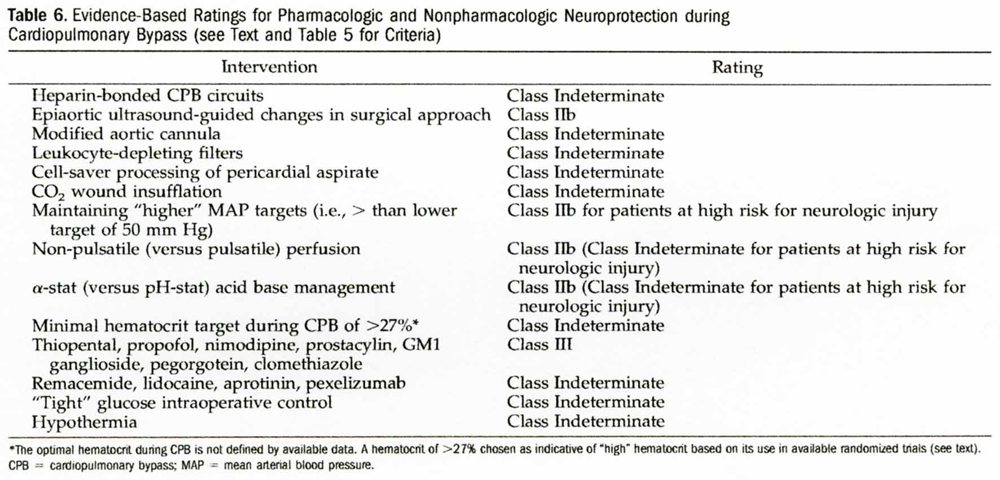 Table 6. Evidence-Based Ratings for Pharmacologic and Nonpharmacologic Neuroprotection during
Cardiopulmonary Bypass (see Text and Table 5 for Criteria)
Intervention Rating
Heparin-bonded CPB circuits Class Indeterminate
Epiaortic ultrasound-guided changes in surgical approach Class IIb
Modified aortic cannula Class Indeterminate
Leukocyte-depleting filters Class Indeterminate
Cell-saver processing of pericardial aspirate Class Indeterminate
CO₂ wound insufflation Class Indeterminate
Maintaining “higher” MAP targets (i.e., > than lower Class IIb for patients at high risk for neurologic injury
target of 50 mm Hg)
Non-pulsatile (versus pulsatile) perfusion Class IIb (Class Indeterminate for patients at high risk for
neurologic injury)
α-stat (versus pH-stat) acid base management Class IIb (Class Indeterminate for patients at high risk for
neurologic injury)
Minimal hematocrit target during CPB of >27%* Class Indeterminate
Thiopental, propofol, nimodipine, prostacylin, GM1 Class III
ganglioside, pegorgotein, clomethiazole
Remacemide, lidocaine, aprotinin, pexelizumab Class Indeterminate
“Tight” glucose intraoperative control Class Indeterminate
Hypothermia Class Indeterminate
*The optimal hematocrit during CPB is not defined by available data. A hematocrit of >27% chosen as indicative of “high” hematocrit based on its use in available randomized trials (see text).
CPB = cardiopulmonary bypass; MAP = mean arterial blood pressure.